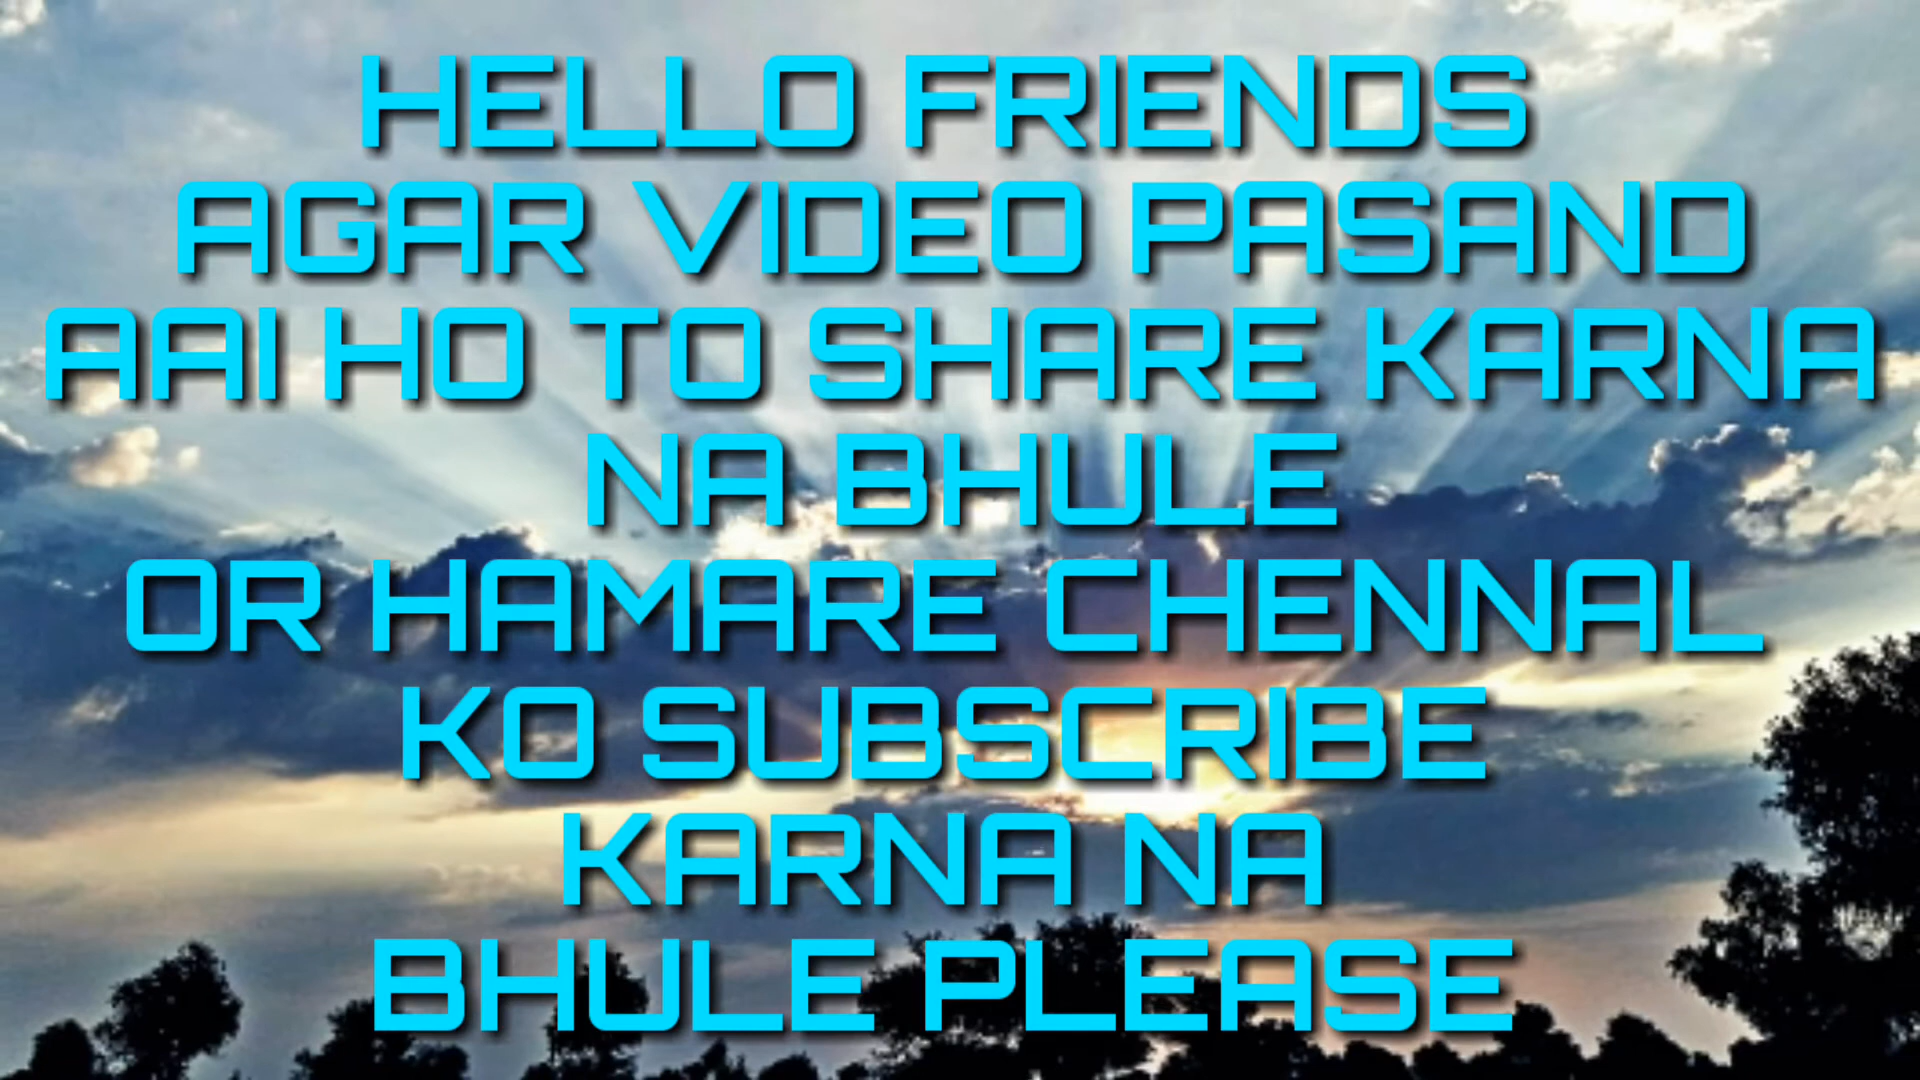 HELLO FRIENDS
AGAR VIDEO PASAND
AAI HO TO SHARE KARNA
NA BHULE
OR HAMARE CHENNAL
KO SUBSCRIBE
KARNA NA
BHULE PLEASE